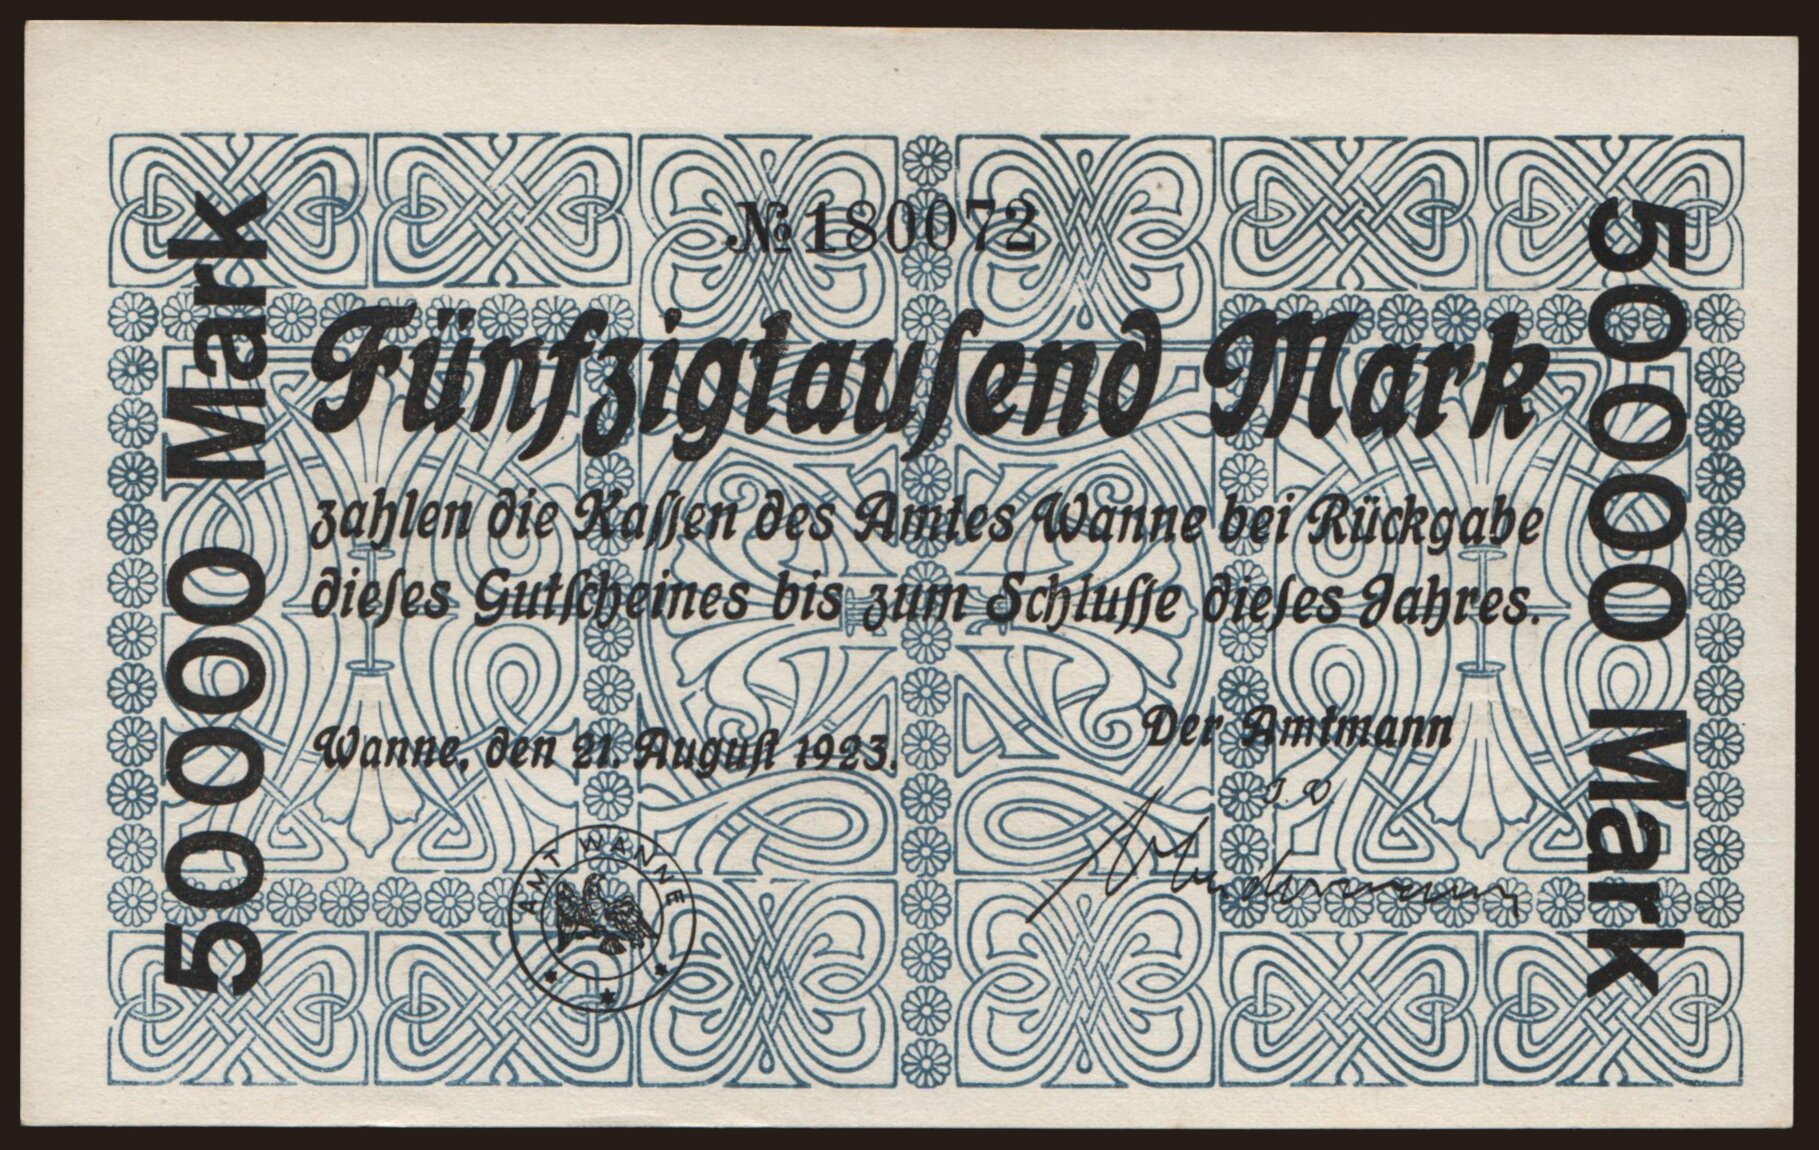 № 180072
Fünfzigtauſend Mark
zahlen die Kaſſen des Amtes Wanne bei Rückgabe
dieſes Gutſcheines bis zum Schluſſe dieſes Jahres.
Wanne, den 21. Auguſt 1923.
Der Amtmann
J. V.
AMT WANNE
50000 Mark
50000 Mark